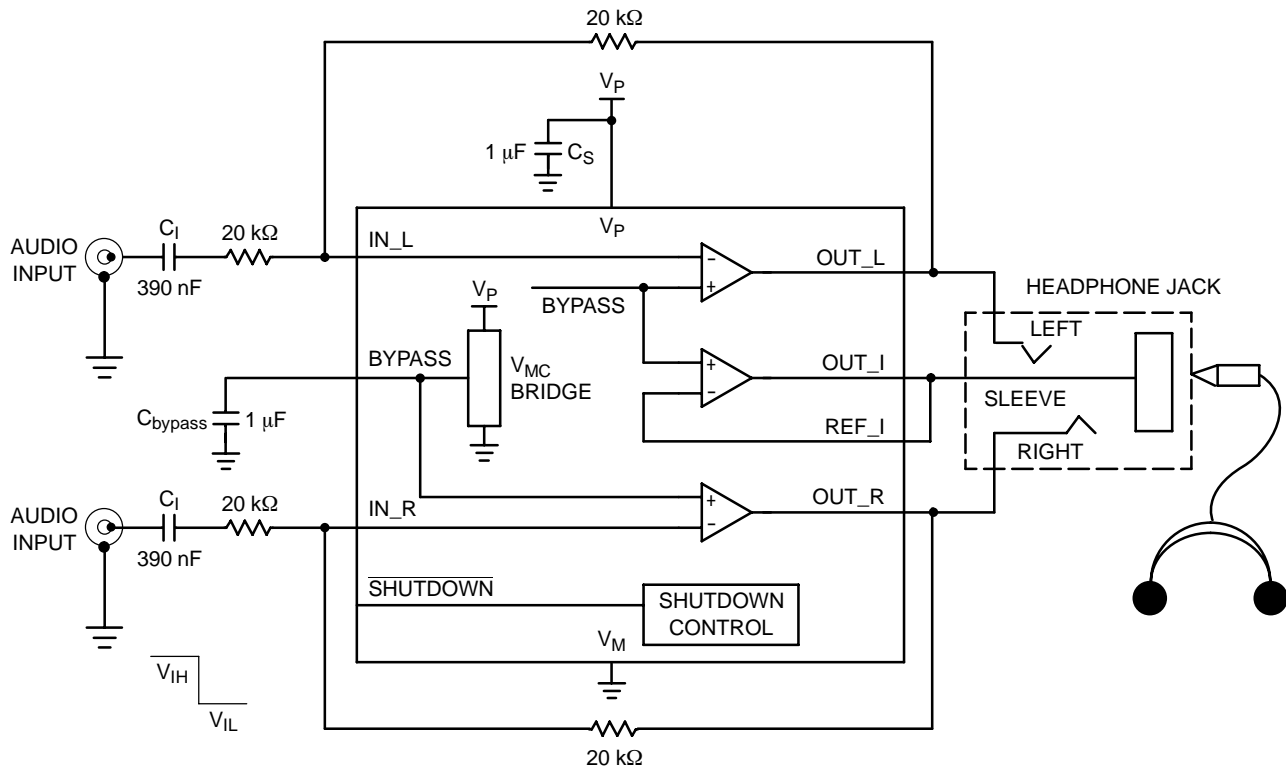 20 kΩ
V_P
1 μF
C_S
V_P
C_I
20 kΩ
AUDIO
INPUT
390 nF
IN_L
OUT_L
HEADPHONE JACK
BYPASS
LEFT
V_P
BYPASS
V_MC
BRIDGE
OUT_I
SLEEVE
C_bypass
1 μF
REF_I
RIGHT
C_I
20 kΩ
AUDIO
INPUT
390 nF
IN_R
OUT_R
SHUTDOWN
SHUTDOWN
CONTROL
V_M
V_IH
V_IL
20 kΩ